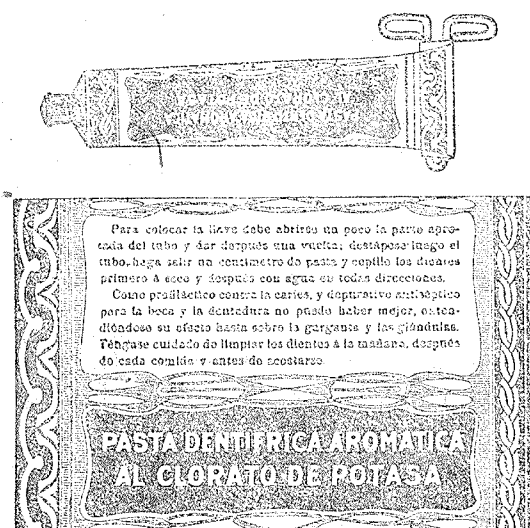 Para colocar la llave debe abrirse un poco la parte apre-
tada del tubo y dar después una vuelta; destápese luego el
tubo, haga salir un centímetro de pasta y cepille los dientes
primero á seco y después con agua en todas direcciones.
Como profiláctico contra la caries, y depurativo antiséptico
para la boca y la dentadura no puede haber mejor, exten-
diéndose su efecto hasta sobre la garganta y las glándulas.
Téngase cuidado de limpiar los dientes á la mañana, después
de cada comida y antes de acostarse
PASTA DENTIFRICA AROMATICA
AL CLORATO DE POTASA